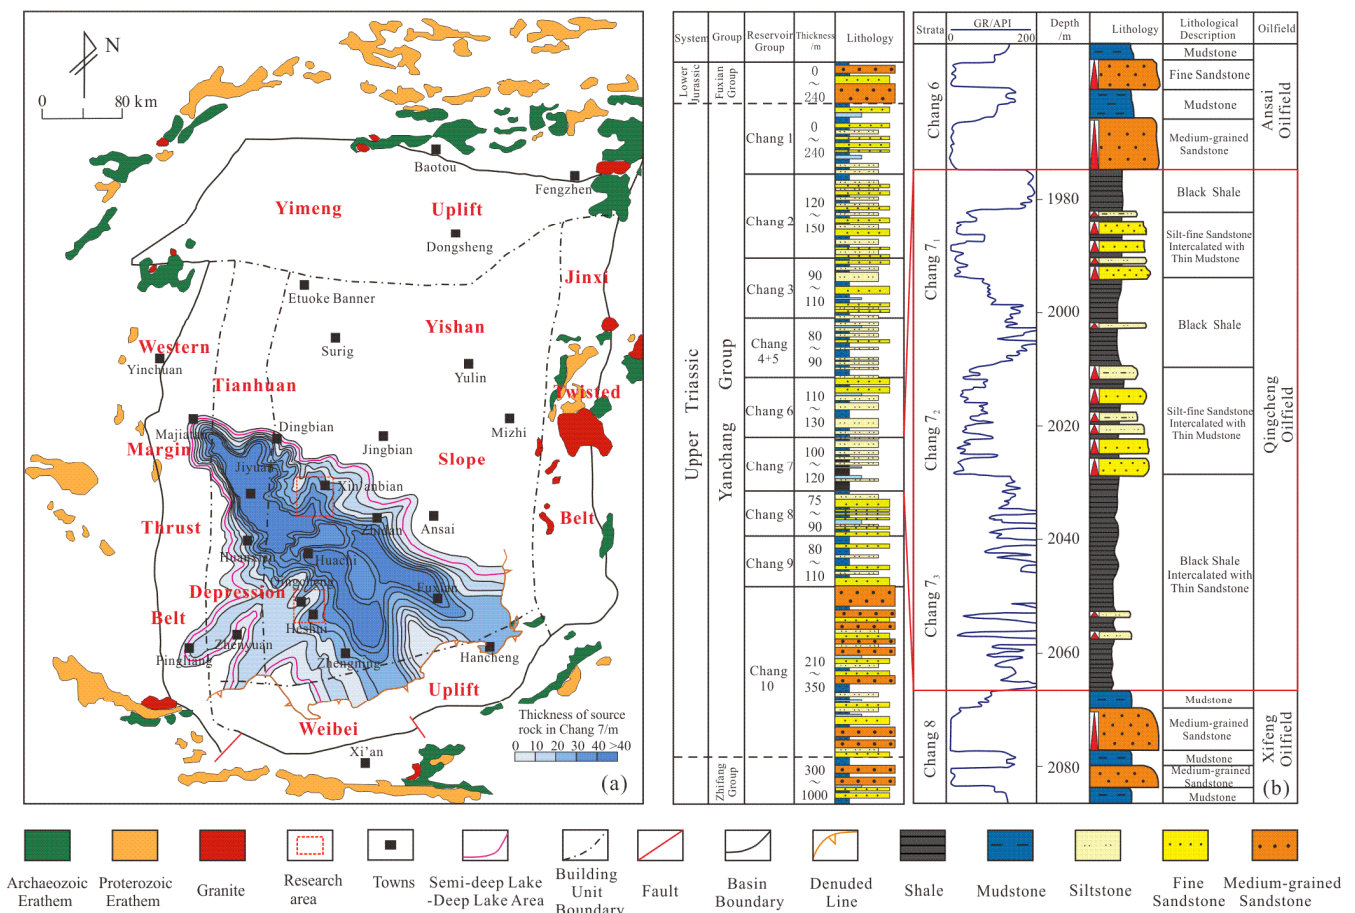 N
0 80 km
Baotou
Fengzhen
Yimeng Uplift
Dongsheng
Jinxi
Etuoke Banner
Yishan
Western
Surig
Yinchuan
Yulin
Tianhuan
Twisted
Majiatan
Dingbian
Mizhi
Margin
Jingbian
Jiyuan
Slope
Xin'anbian
Thrust
Zhidan
Ansai
Belt
Huanxian
Huachi
Qingcheng
Depression
Fuxian
Belt
Heshui
Zhenyuan
Pingliang
Zhengning
Hancheng
Uplift
Weibei
Xi'an
Thickness of source
rock in Chang 7/m
0 10 20 30 40 >40
(a)
System
Group
Reservoir
Group
Thickness
/m
Lithology
Lower
Jurassic
Fuxian
Group
0
~
240
Upper Triassic
Yanchang Group
Chang 1
0
~
240
Chang 2
120
~
150
Chang 3
90
~
110
Chang
4+5
80
~
90
Chang 6
110
~
130
Chang 7
100
~
120
Chang 8
75
~
90
Chang 9
80
~
110
Chang
10
210
~
350
Zhifang
Group
300
~
1000
Strata
GR/API
0 200
Depth
/m
Lithology
Lithological
Description
Oilfield
Chang 6
Mudstone
Fine Sandstone
Mudstone
Medium-grained
Sandstone
Ansai
Oilfield
Chang 7₁
1980
Black Shale
Silt-fine Sandstone
Intercalated with
Thin Mudstone
2000
Black Shale
Chang 7₂
2020
Silt-fine Sandstone
Intercalated with
Thin Mudstone
Qingcheng
Oilfield
Chang 7₃
2040
Black Shale
Intercalated with
Thin Sandstone
2060
Chang 8
Mudstone
Medium-grained
Sandstone
Mudstone
2080
Medium-grained
Sandstone
Mudstone
Xifeng
Oilfield
(b)
Archaeozoic
Erathem
Proterozoic
Erathem
Granite
Research
area
Towns
Semi-deep Lake
-Deep Lake Area
Building
Unit
Boundary
Fault
Basin
Boundary
Denuded
Line
Shale
Mudstone
Siltstone
Fine
Sandstone
Medium-grained
Sandstone